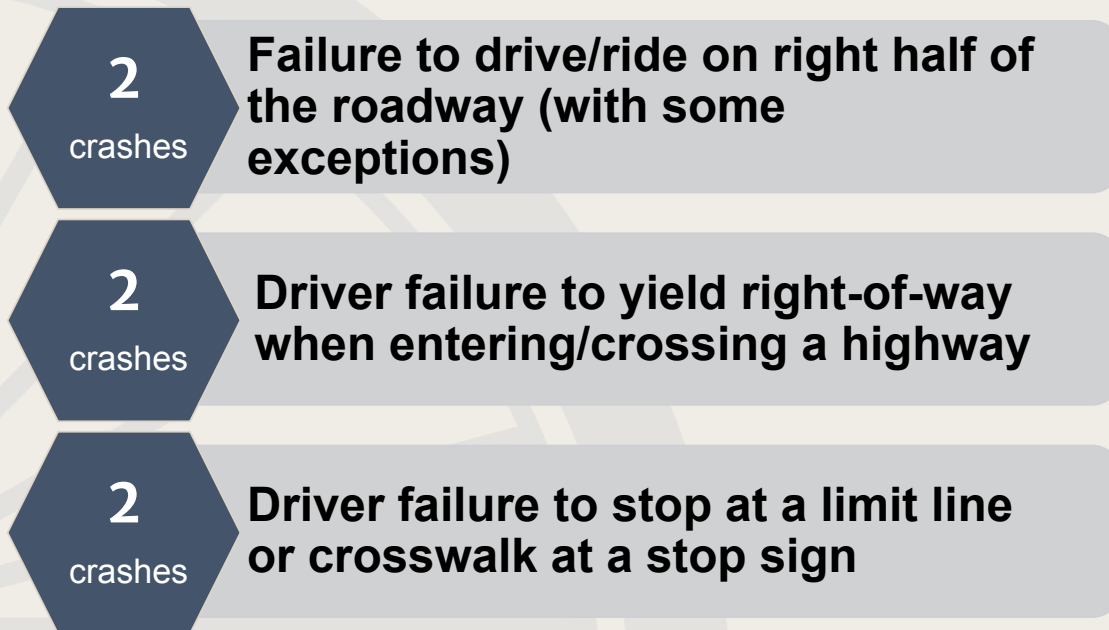 2
crashes
Failure to drive/ride on right half of
the roadway (with some
exceptions)
2
crashes
Driver failure to yield right-of-way
when entering/crossing a highway
2
crashes
Driver failure to stop at a limit line
or crosswalk at a stop sign